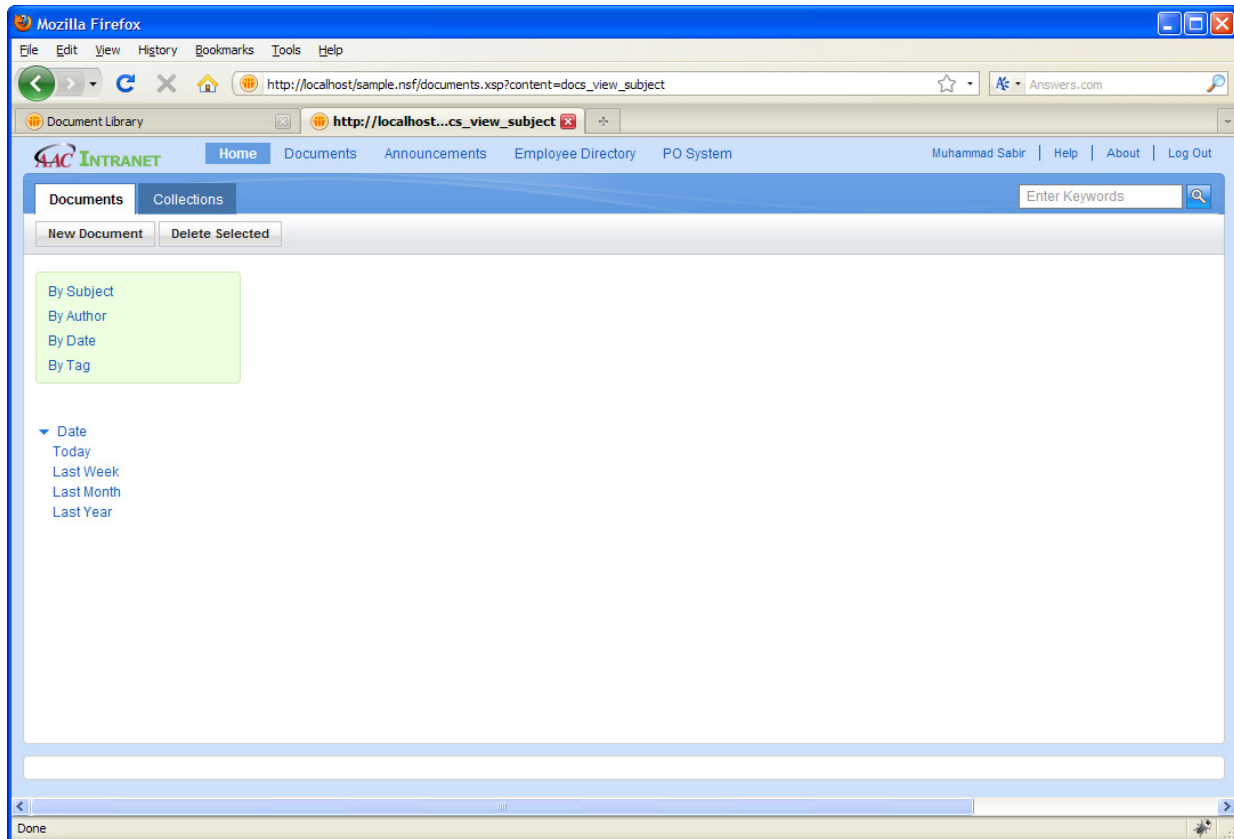 Mozilla Firefox
File Edit View History Bookmarks Tools Help
http://localhost/sample.nsf/documents.xsp?content=docs_view_subject
Answers.com
Document Library
http://localhost...cs_view_subject
AAC INTRANET
Home Documents Announcements Employee Directory PO System
Muhammad Sabir | Help | About | Log Out
Documents Collections
Enter Keywords
New Document Delete Selected
By Subject
By Author
By Date
By Tag
Date
Today
Last Week
Last Month
Last Year
Done